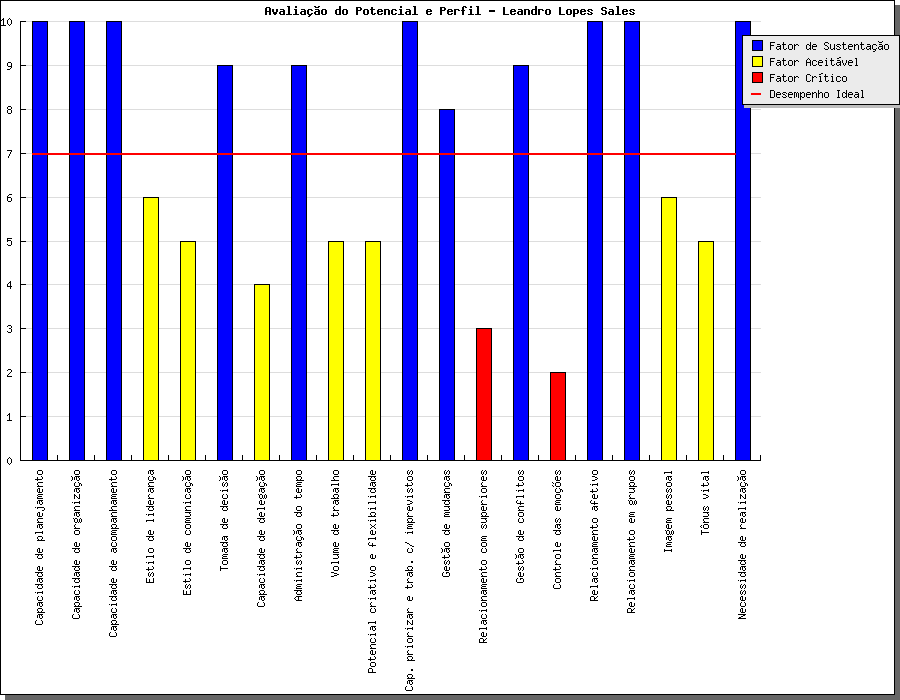 Avaliação do Potencial e Perfil - Leandro Lopes Sales
Fator de Sustentação
Fator Aceitável
Fator Crítico
Desempenho Ideal
10
9
8
7
6
5
4
3
2
1
0
Capacidade de planejamento
Capacidade de organização
Capacidade de acompanhamento
Estilo de liderança
Estilo de comunicação
Tomada de decisão
Capacidade de delegação
Administração do tempo
Volume de trabalho
Potencial criativo e flexibilidade
Cap. priorizar e trab. c/ imprevistos
Gestão de mudanças
Relacionamento com superiores
Gestão de conflitos
Controle das emoções
Relacionamento afetivo
Relacionamento em grupos
Imagem pessoal
Tônus vital
Necessidade de realização